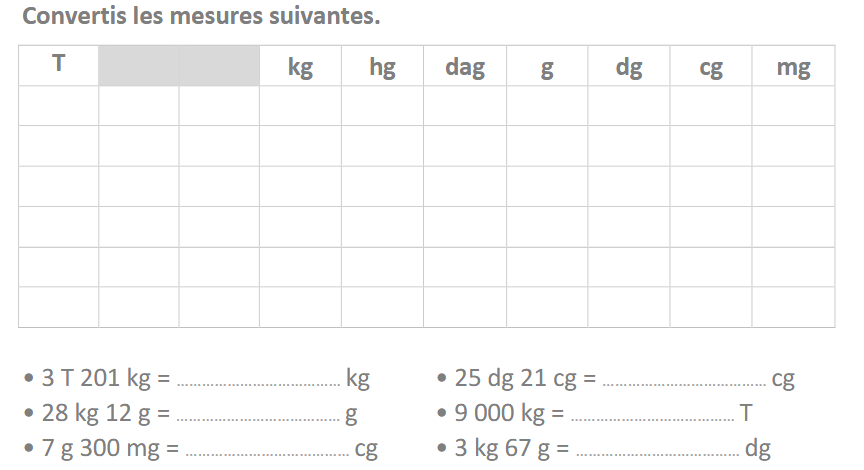 Convertis les mesures suivantes.
T kg hg dag g dg cg mg
• 3 T 201 kg = ........................................ kg
• 25 dg 21 cg = ........................................ cg
• 28 kg 12 g = ........................................ g
• 9 000 kg = ........................................ T
• 7 g 300 mg = ........................................ cg
• 3 kg 67 g = ........................................ dg